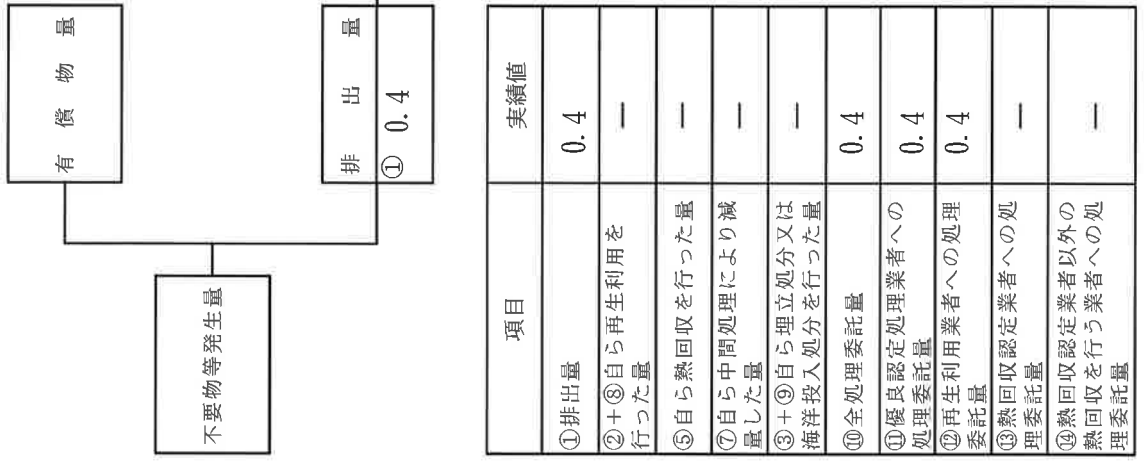 不要物等発生量
有償物量
排出量
① 0.4
項目 実績値
①排出量 0.4
②+⑧自ら再生利用を
行った量 —
⑤自ら熱回収を行った量 —
⑦自ら中間処理により減
量した量 —
③+⑨自ら埋立処分又は
海洋投入処分を行った量 —
⑩全処理委託量 0.4
⑪優良認定処理業者への
処理委託量 0.4
⑫再生利用業者への処理
委託量 0.4
⑬熱回収認定業者への処
理委託量 —
⑭熱回収認定業者以外の
熱回収を行う業者への処
理委託量 —